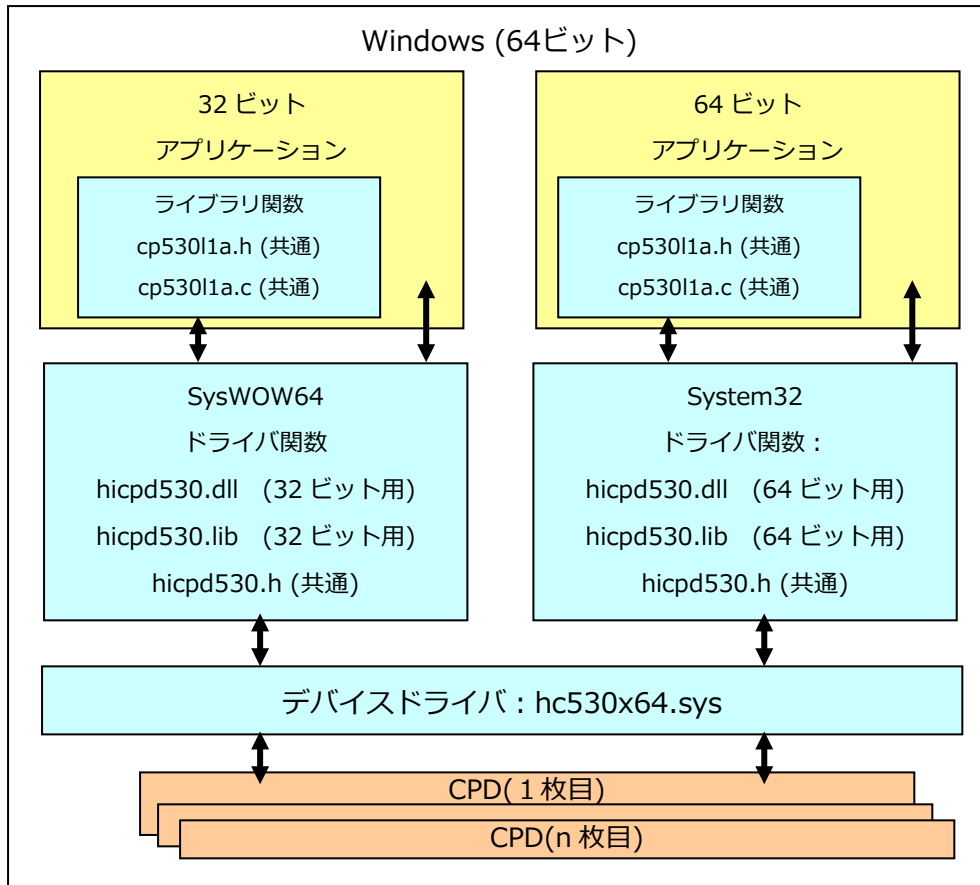 Windows (64ビット)
32 ビット
アプリケーション
ライブラリ関数
cp530l1a.h (共通)
cp530l1a.c (共通)
64 ビット
アプリケーション
ライブラリ関数
cp530l1a.h (共通)
cp530l1a.c (共通)
SysWOW64
ドライバ関数
hicpd530.dll (32 ビット用)
hicpd530.lib (32 ビット用)
hicpd530.h (共通)
System32
ドライバ関数：
hicpd530.dll (64 ビット用)
hicpd530.lib (64 ビット用)
hicpd530.h (共通)
デバイスドライバ：hc530x64.sys
CPD(１枚目)
CPD(n 枚目)